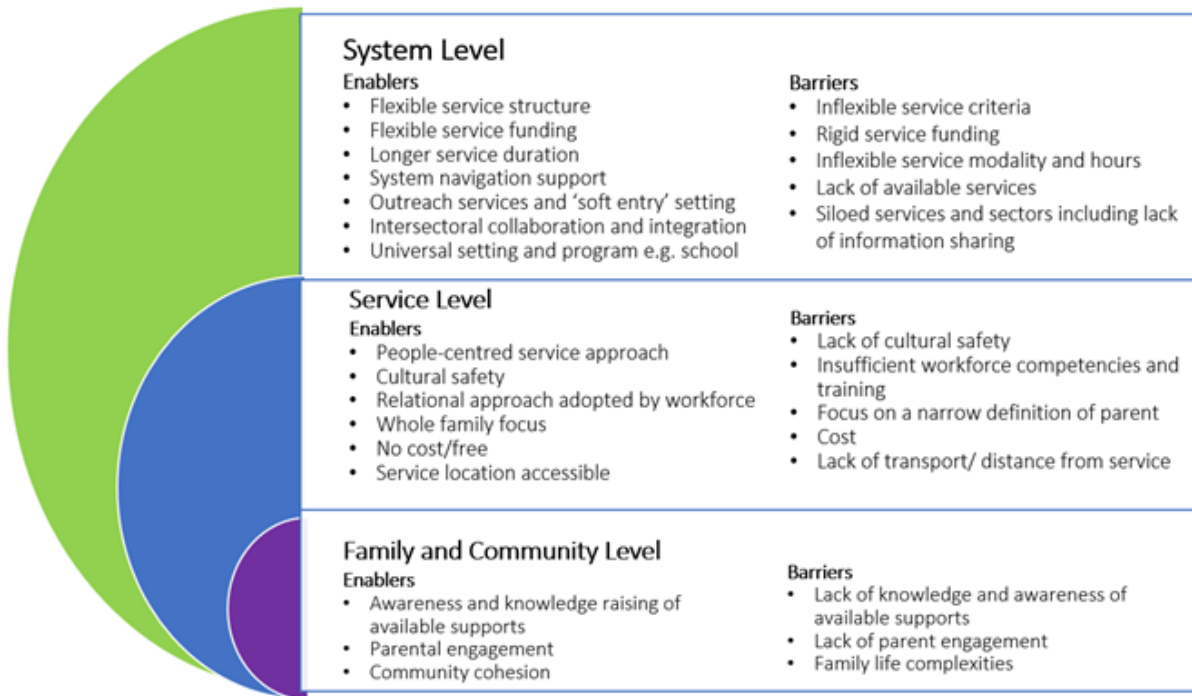 System Level
Enablers
• Flexible service structure
• Flexible service funding
• Longer service duration
• System navigation support
• Outreach services and ‘soft entry’ setting
• Intersectoral collaboration and integration
• Universal setting and program e.g. school
Barriers
• Inflexible service criteria
• Rigid service funding
• Inflexible service modality and hours
• Lack of available services
• Siloed services and sectors including lack
of information sharing
Service Level
Enablers
• People-centred service approach
• Cultural safety
• Relational approach adopted by workforce
• Whole family focus
• No cost/free
• Service location accessible
Barriers
• Lack of cultural safety
• Insufficient workforce competencies and
training
• Focus on a narrow definition of parent
• Cost
• Lack of transport/ distance from service
Family and Community Level
Enablers
• Awareness and knowledge raising of
available supports
• Parental engagement
• Community cohesion
Barriers
• Lack of knowledge and awareness of
available supports
• Lack of parent engagement
• Family life complexities